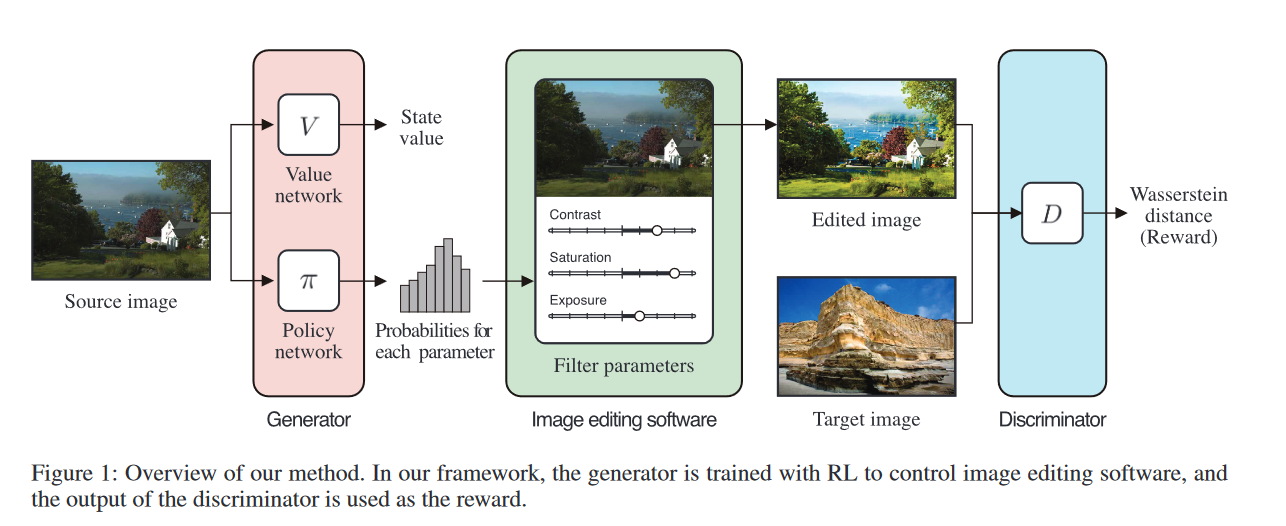 V
Value
network
State
value
Source image
π
Policy
network
Probabilities for
each parameter
Generator
Contrast
Saturation
Exposure
Filter parameters
Image editing software
Edited image
Target image
D
Discriminator
Wasserstein
distance
(Reward)
Figure 1: Overview of our method. In our framework, the generator is trained with RL to control image editing software, and
the output of the discriminator is used as the reward.